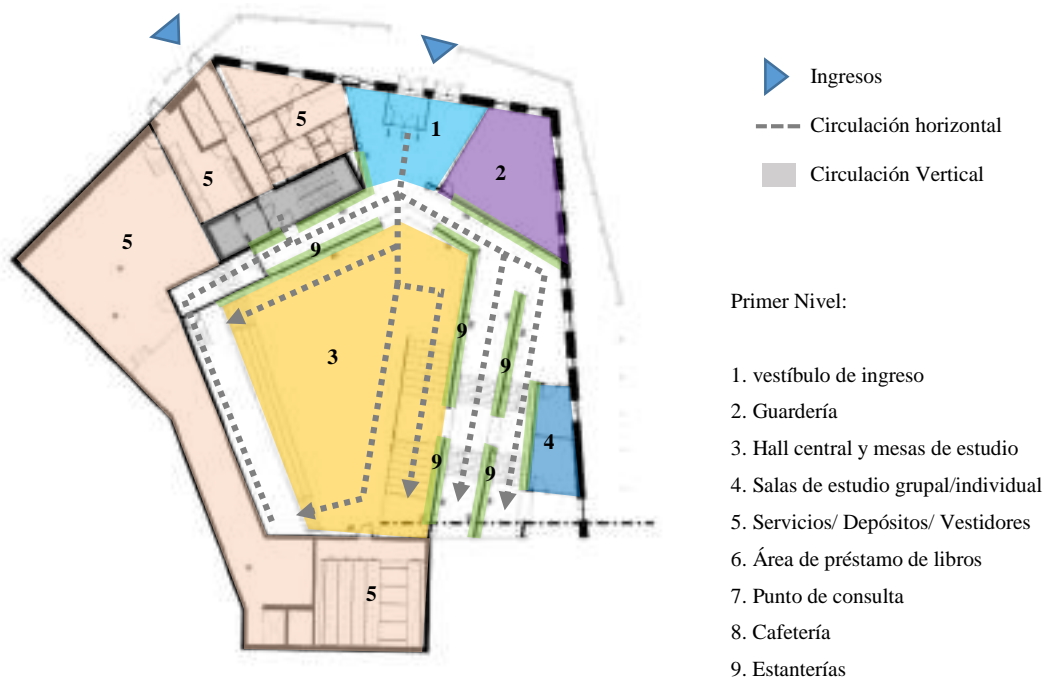 5
1
5
2
5
9
3
9
9
4
9
9
5
Ingresos
Circulación horizontal
Circulación Vertical
Primer Nivel:
1. vestíbulo de ingreso
2. Guardería
3. Hall central y mesas de estudio
4. Salas de estudio grupal/individual
5. Servicios/ Depósitos/ Vestidores
6. Área de préstamo de libros
7. Punto de consulta
8. Cafetería
9. Estanterías